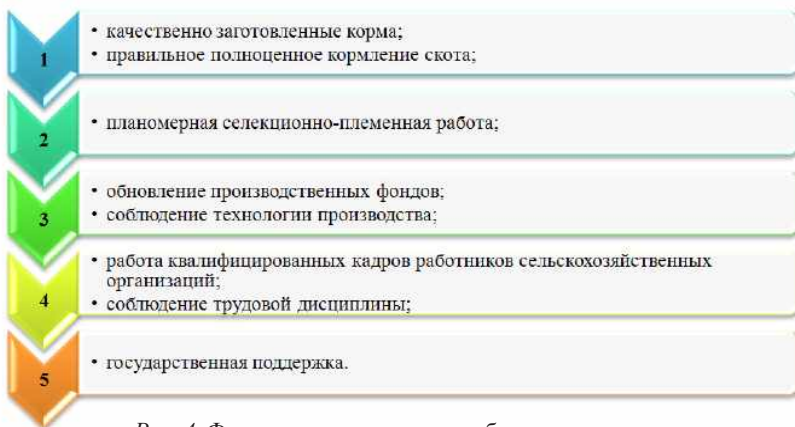 1
• качественно заготовленные корма;
• правильное полноценное кормление скота;
2
• планомерная селекционно-племенная работа;
3
• обновление производственных фондов;
• соблюдение технологии производства;
4
• работа квалифицированных кадров работников сельскохозяйственных
организаций;
• соблюдение трудовой дисциплины;
5
• государственная поддержка.